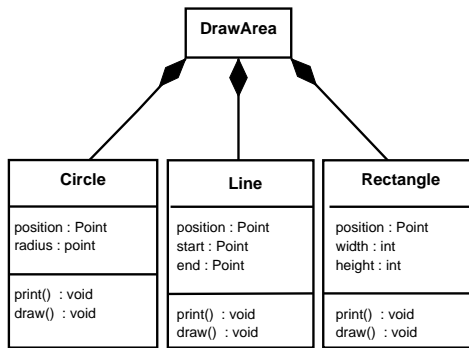 DrawArea
Circle
position : Point
radius : point
print() : void
draw() : void
Line
position : Point
start : Point
end : Point
print() : void
draw() : void
Rectangle
position : Point
width : int
height : int
print() : void
draw() : void